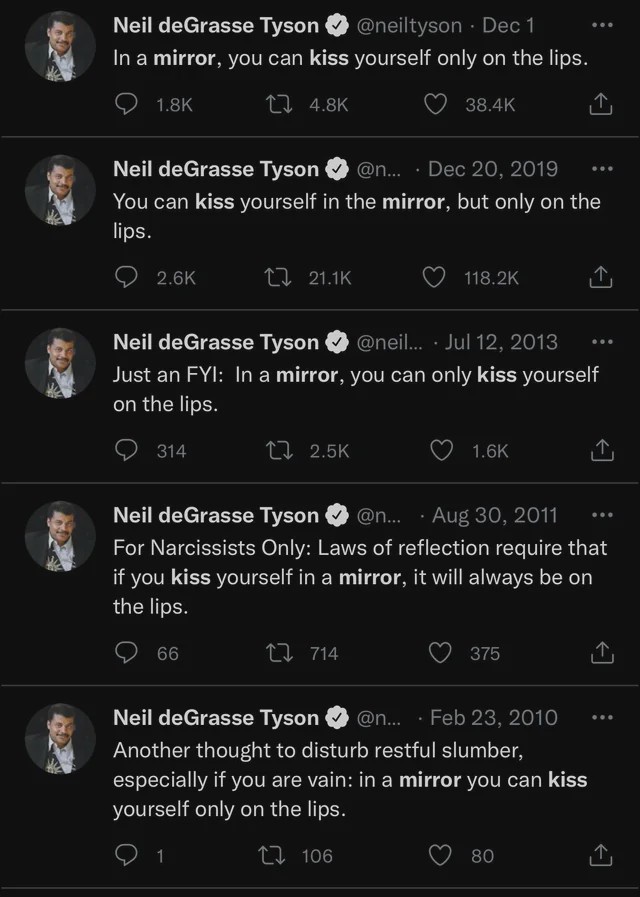 Neil deGrasse Tyson @neiltyson · Dec 1
In a mirror, you can kiss yourself only on the lips.
1.8K 4.8K 38.4K
Neil deGrasse Tyson @n... · Dec 20, 2019
You can kiss yourself in the mirror, but only on the
lips.
2.6K 21.1K 118.2K
Neil deGrasse Tyson @neil... · Jul 12, 2013
Just an FYI:  In a mirror, you can only kiss yourself
on the lips.
314 2.5K 1.6K
Neil deGrasse Tyson @n... · Aug 30, 2011
For Narcissists Only: Laws of reflection require that
if you kiss yourself in a mirror, it will always be on
the lips.
66 714 375
Neil deGrasse Tyson @n... · Feb 23, 2010
Another thought to disturb restful slumber,
especially if you are vain: in a mirror you can kiss
yourself only on the lips.
1 106 80